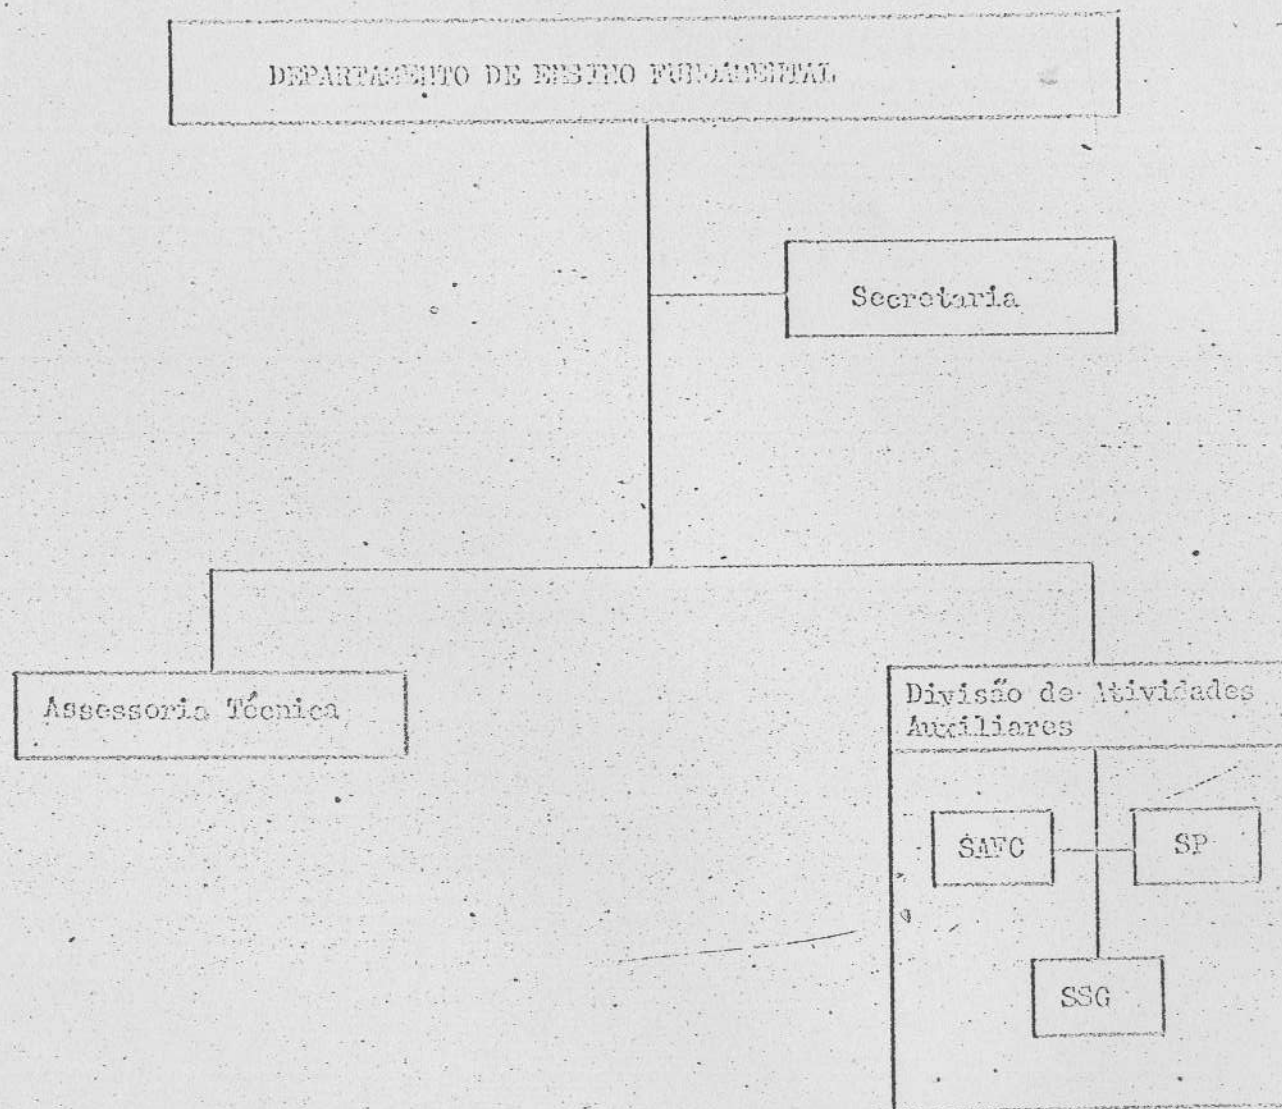 DEPARTAMENTO DE ENSINO FUNDAMENTAL
Secretaria
Assessoria Técnica
Divisão de Atividades
Auxiliares
SAFC
SP
SSG